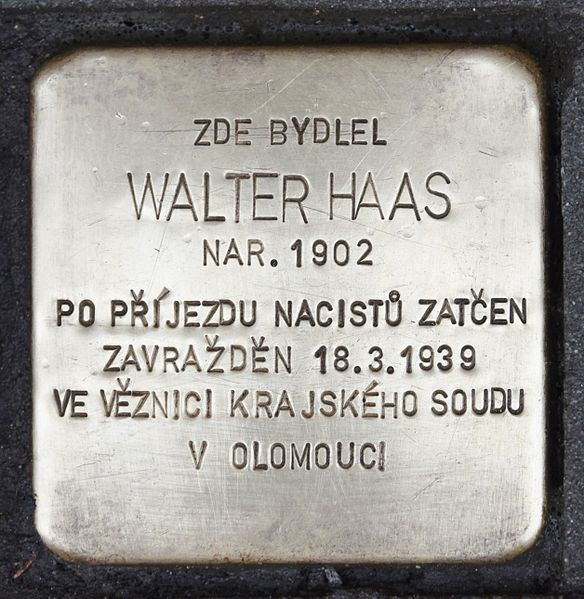 ZDE BYDLEL
WALTER HAAS
NAR. 1902
PO PŘÍJEZDU NACISTŮ ZATČEN
ZAVRAŽDĚN 18.3.1939
VE VĚZNICI KRAJSKÉHO SOUDU
V OLOMOUCI